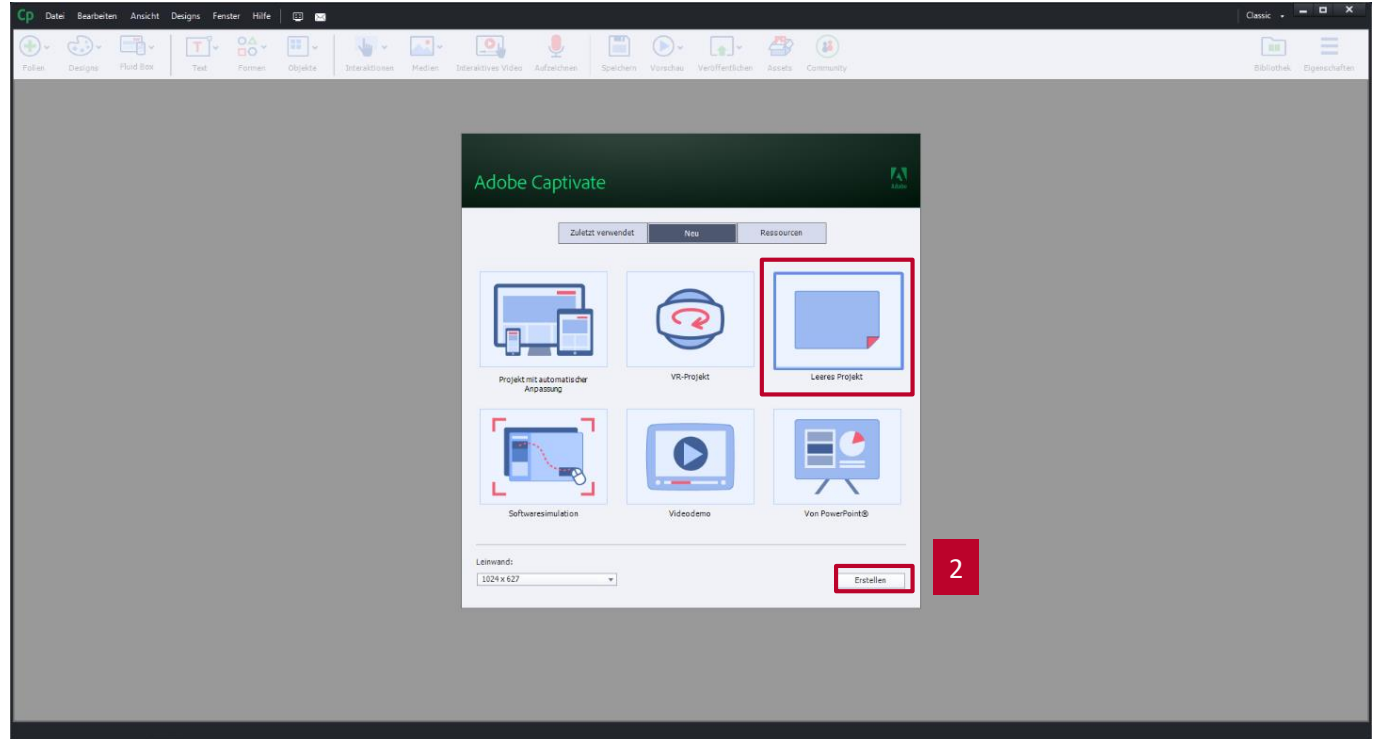 Cp Datei Bearbeiten Ansicht Designs Fenster Hilfe Classic
Folien Designs Fluid Box Text Formen Objekte Interaktionen Medien Interaktives Video Aufzeichnen Speichern Vorschau Veröffentlichen Assets Community Bibliothek Eigenschaften
Adobe Captivate
Adobe
Zuletzt verwendet Neu Ressourcen
Projekt mit automatischer
Anpassung
VR-Projekt
Leeres Projekt
Softwaresimulation
Videodemo
Von PowerPoint®
Leinwand:
1024 x 627
Erstellen
2